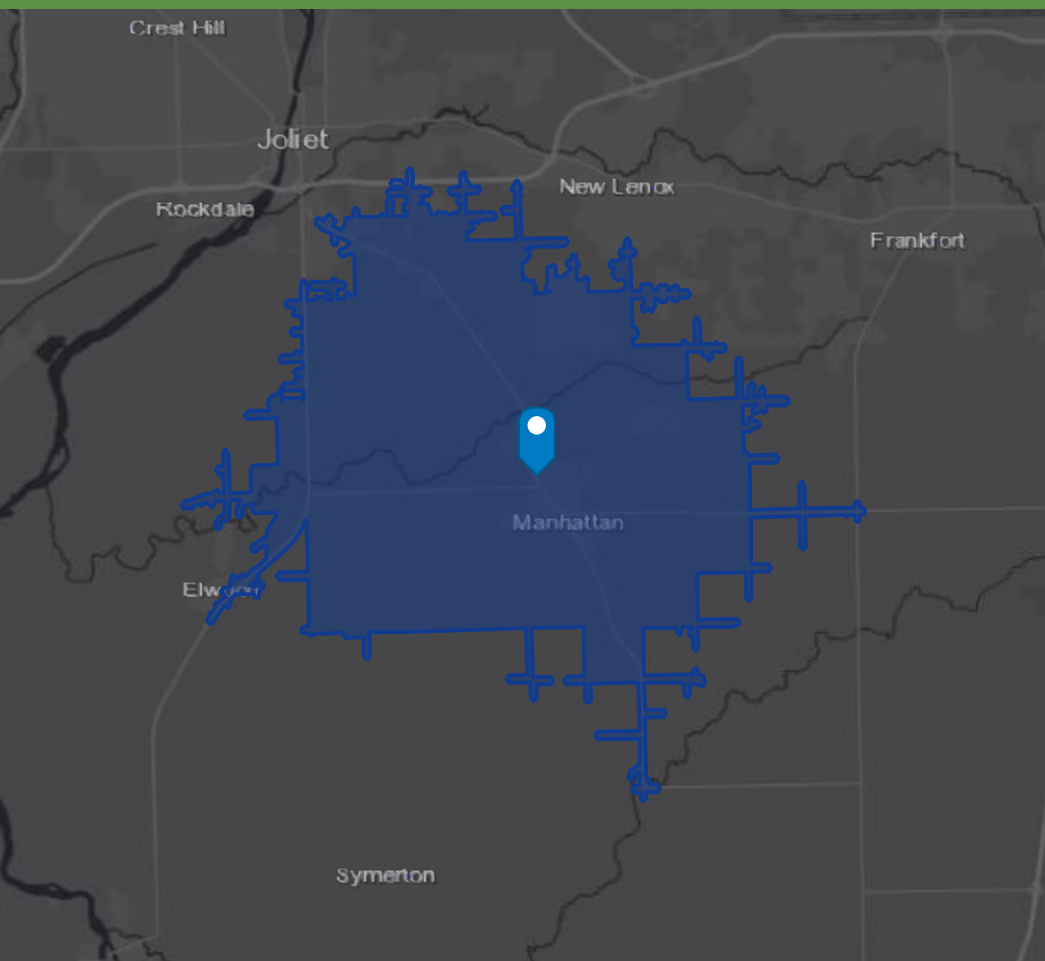 Crest Hill
Joliet
New Lenox
Rockdale
Frankfort
Manhattan
Symerton